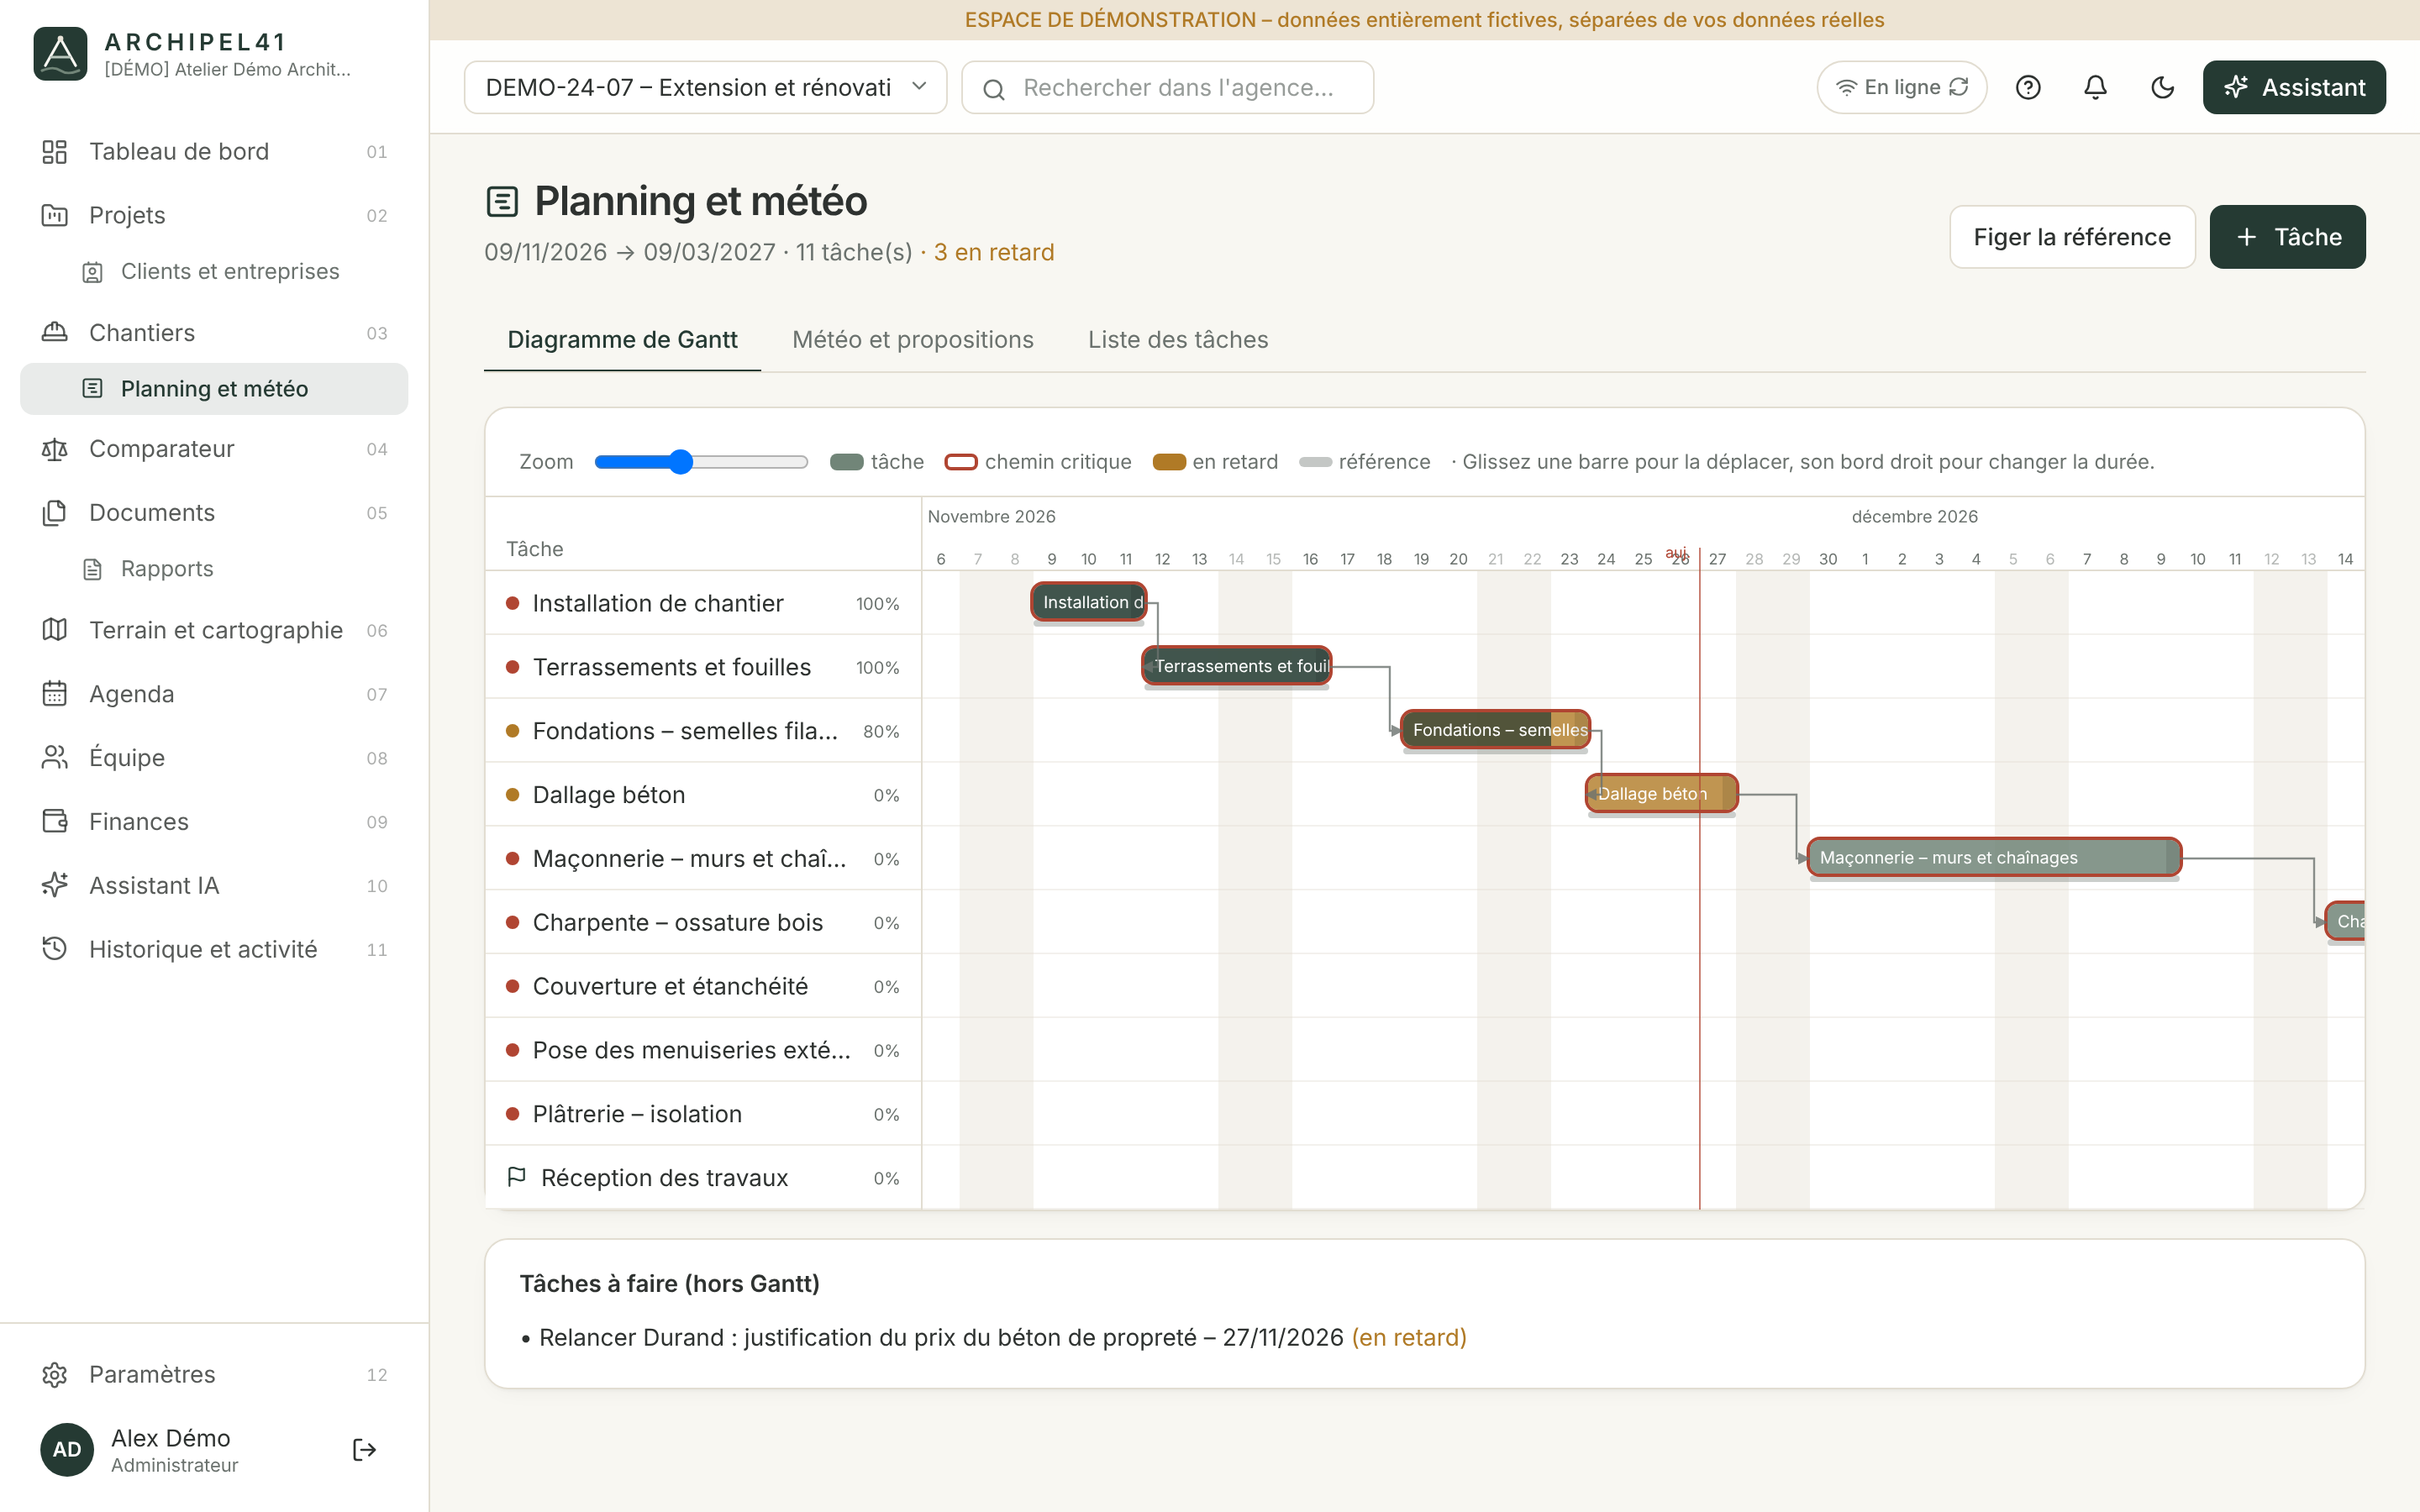 ESPACE DE DÉMONSTRATION – données entièrement fictives, séparées de vos données réelles
ARCHIPEL41
[DÉMO] Atelier Démo Archit...
Tableau de bord 01
Projets 02
Clients et entreprises
Chantiers 03
Planning et météo
Comparateur 04
Documents 05
Rapports
Terrain et cartographie 06
Agenda 07
Équipe 08
Finances 09
Assistant IA 10
Historique et activité 11
Paramètres 12
AD
Alex Démo
Administrateur
DEMO-24-07 – Extension et rénovati
Rechercher dans l'agence...
En ligne
Assistant
Planning et météo
09/11/2026 → 09/03/2027 · 11 tâche(s) · 3 en retard
Figer la référence
+ Tâche
Diagramme de Gantt
Météo et propositions
Liste des tâches
Zoom tâche chemin critique en retard référence · Glissez une barre pour la déplacer, son bord droit pour changer la durée.
Novembre 2026 décembre 2026
Tâche
auj.
6 7 8 9 10 11 12 13 14 15 16 17 18 19 20 21 22 23 24 25 26 27 28 29 30 1 2 3 4 5 6 7 8 9 10 11 12 13 14
Installation de chantier 100% Installation d
Terrassements et fouilles 100% Terrassements et fouil
Fondations – semelles fila... 80% Fondations – semelles
Dallage béton 0% Dallage béton
Maçonnerie – murs et chaî... 0% Maçonnerie – murs et chaînages
Charpente – ossature bois 0% Cha
Couverture et étanchéité 0%
Pose des menuiseries exté... 0%
Plâtrerie – isolation 0%
Réception des travaux 0%
Tâches à faire (hors Gantt)
• Relancer Durand : justification du prix du béton de propreté – 27/11/2026 (en retard)